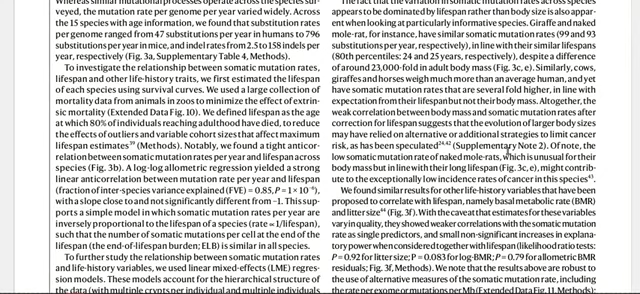 Whereas similar mutational processes operate across the species sur-
veyed, the mutation rate per genome per year varied widely. Across
the 15 species with age information, we found that substitution rates
per genome ranged from 47 substitutions per year in humans to 796
substitutions per year in mice, and indel rates from 2.5 to 158 indels per
year, respectively (Fig. 3a, Supplementary Table 4, Methods).
To investigate the relationship between somatic mutation rates,
lifespan and other life-history traits, we first estimated the lifespan
of each species using survival curves. We used a large collection of
mortality data from animals in zoos to minimize the effect of extrin-
sic mortality (Extended Data Fig. 10). We defined lifespan as the age
at which 80% of individuals reaching adulthood have died, to reduce
the effects of outliers and variable cohort sizes that affect maximum
lifespan estimates³⁹ (Methods). Notably, we found a tight anticor-
relation between somatic mutation rates per year and lifespan across
species (Fig. 3b). A log-log allometric regression yielded a strong
linear anticorrelation between mutation rate per year and lifespan
(fraction of inter-species variance explained (FVE) = 0.85, P = 1 × 10⁻⁶),
with a slope close to and not significantly different from −1. This sup-
ports a simple model in which somatic mutation rates per year are
inversely proportional to the lifespan of a species (rate ∝ 1/lifespan),
such that the number of somatic mutations per cell at the end of the
lifespan (the end-of-lifespan burden; ELB) is similar in all species.
To further study the relationship between somatic mutation rates
and life-history variables, we used linear mixed-effects (LME) regres-
sion models. These models account for the hierarchical structure of
the data (with multiple crypts per individual and multiple individuals
The fact that the variation in somatic mutation rates across species
appears to be dominated by lifespan rather than body size is also appar-
ent when looking at particularly informative species. Giraffe and naked
mole-rat, for instance, have similar somatic mutation rates (99 and 93
substitutions per year, respectively), in line with their similar lifespans
(80th percentiles: 24 and 25 years, respectively), despite a difference
of around 23,000-fold in adult body mass (Fig. 3c, e). Similarly, cows,
giraffes and horses weigh much more than an average human, and yet
have somatic mutation rates that are several fold higher, in line with
expectation from their lifespan but not their body mass. Altogether, the
weak correlation between body mass and somatic mutation rates after
correction for lifespan suggests that the evolution of larger body sizes
may have relied on alternative or additional strategies to limit cancer
risk, as has been speculated²⁴,⁴² (Supplementary Note 2). Of note, the
low somatic mutation rate of naked mole-rats, which is unusual for their
body mass but in line with their long lifespan (Fig. 3c, e), might contrib-
ute to the exceptionally low incidence rates of cancer in this species⁴³.
We found similar results for other life-history variables that have been
proposed to correlate with lifespan, namely basal metabolic rate (BMR)
and litter size⁴⁴ (Fig. 3f). With the caveat that estimates for these variables
vary in quality, they showed weaker correlations with the somatic mutation
rate as single predictors, and small non-significant increases in explana-
tory power when considered together with lifespan (likelihood ratio tests:
P = 0.92 for litter size; P = 0.083 for log-BMR; P = 0.79 for allometric BMR
residuals; Fig. 3f, Methods). We note that the results above are robust to
the use of alternative measures of somatic mutation rate, including
the rate per exome or mutations per Mb (Extended Data Fig. 11, Methods);